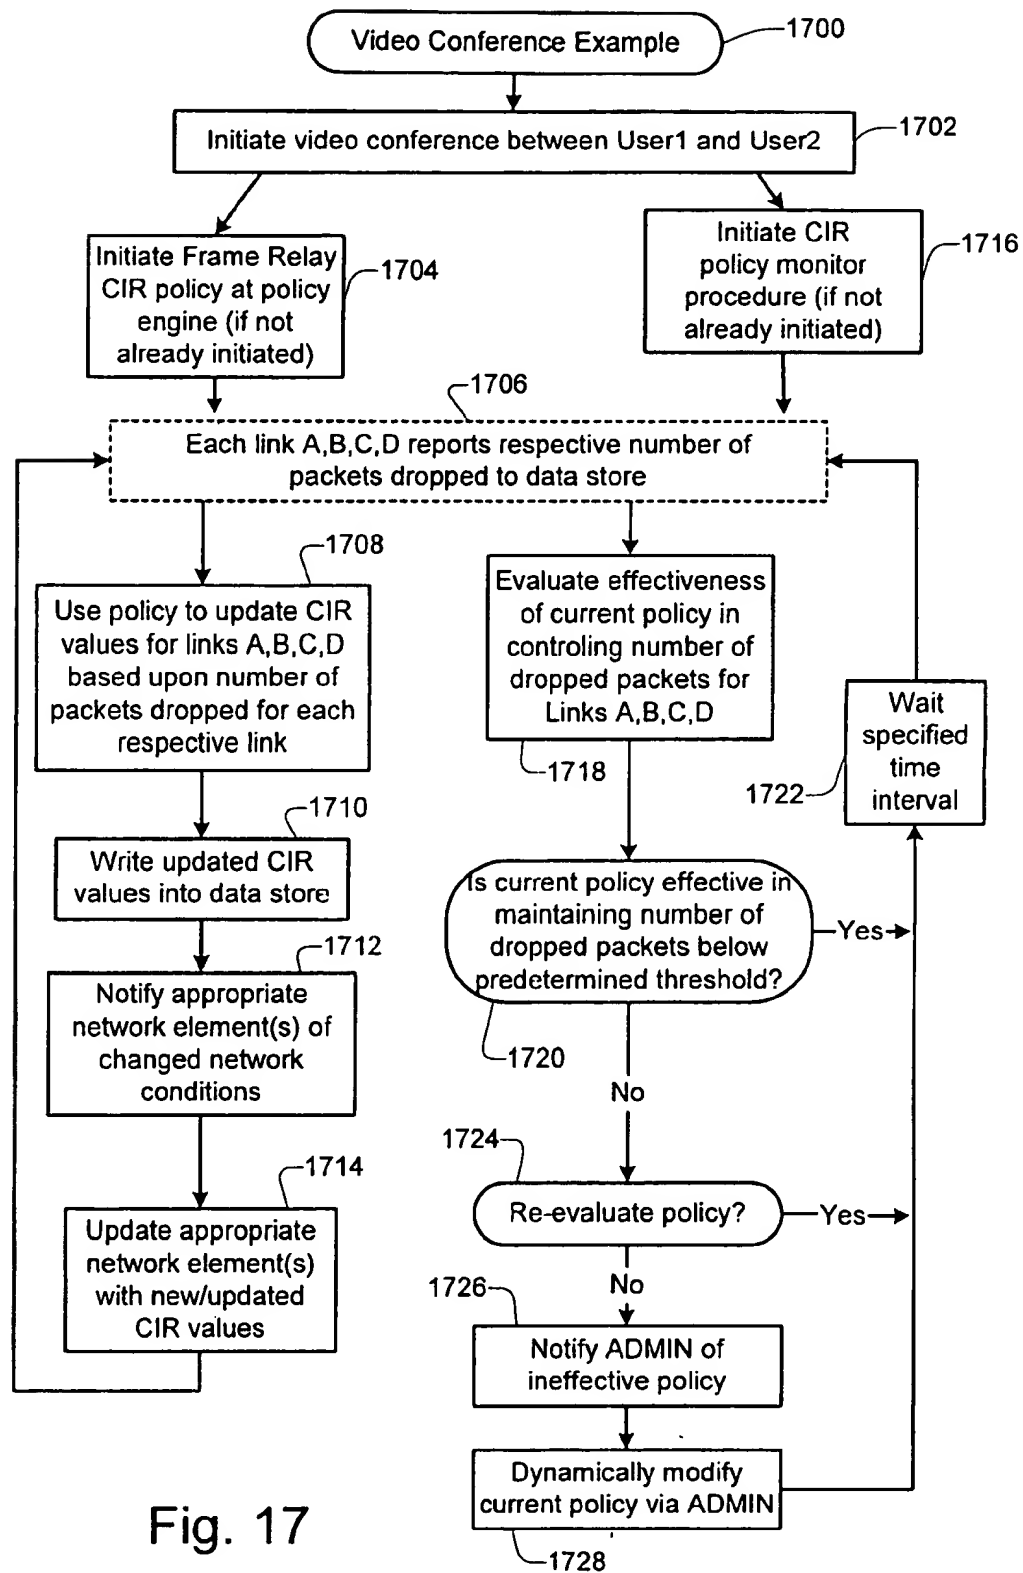 Video Conference Example
1700
Initiate video conference between User1 and User2
1702
Initiate Frame Relay
CIR policy at policy
engine (if not
already initiated)
1704
Initiate CIR
policy monitor
procedure (if not
already initiated)
1716
1706
Each link A,B,C,D reports respective number of
packets dropped to data store
1708
Use policy to update CIR
values for links A,B,C,D
based upon number of
packets dropped for each
respective link
Evaluate effectiveness
of current policy in
controling number of
dropped packets for
Links A,B,C,D
1718
Wait
specified
time
interval
1722
1710
Write updated CIR
values into data store
Is current policy effective in
maintaining number of
dropped packets below
predetermined threshold?
Yes
1720
No
1712
Notify appropriate
network element(s) of
changed network
conditions
1724
Re-evaluate policy?
Yes
No
1714
Update appropriate
network element(s)
with new/updated
CIR values
1726
Notify ADMIN of
ineffective policy
Dynamically modify
current policy via ADMIN
1728
Fig. 17